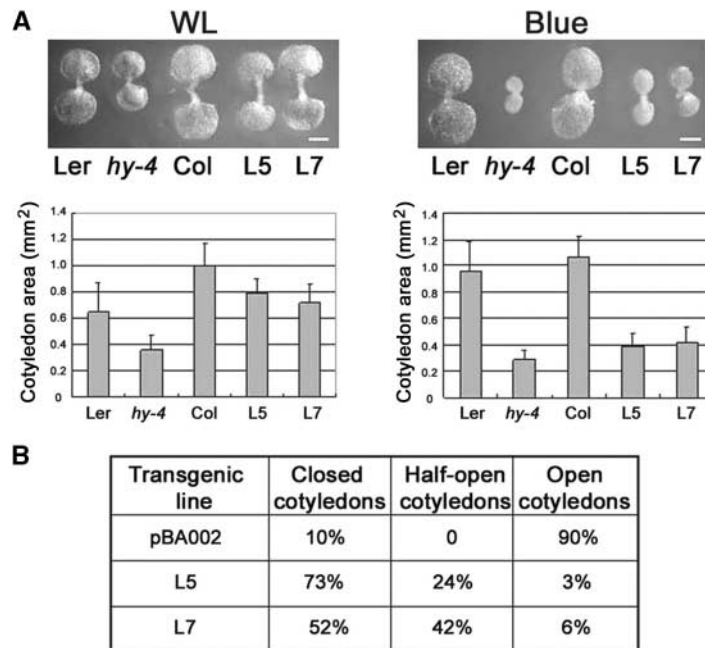 A
WL
Blue
Ler hy-4 Col L5 L7
Ler hy-4 Col L5 L7
Cotyledon area (mm2)
1.4
1.2
1.0
0.8
0.6
0.4
0.2
0
Ler hy-4 Col L5 L7
Cotyledon area (mm2)
1.4
1.2
1.0
0.8
0.6
0.4
0.2
0
Ler hy-4 Col L5 L7
B
Transgenic line Closed cotyledons Half-open cotyledons Open cotyledons
pBA002 10% 0 90%
L5 73% 24% 3%
L7 52% 42% 6%